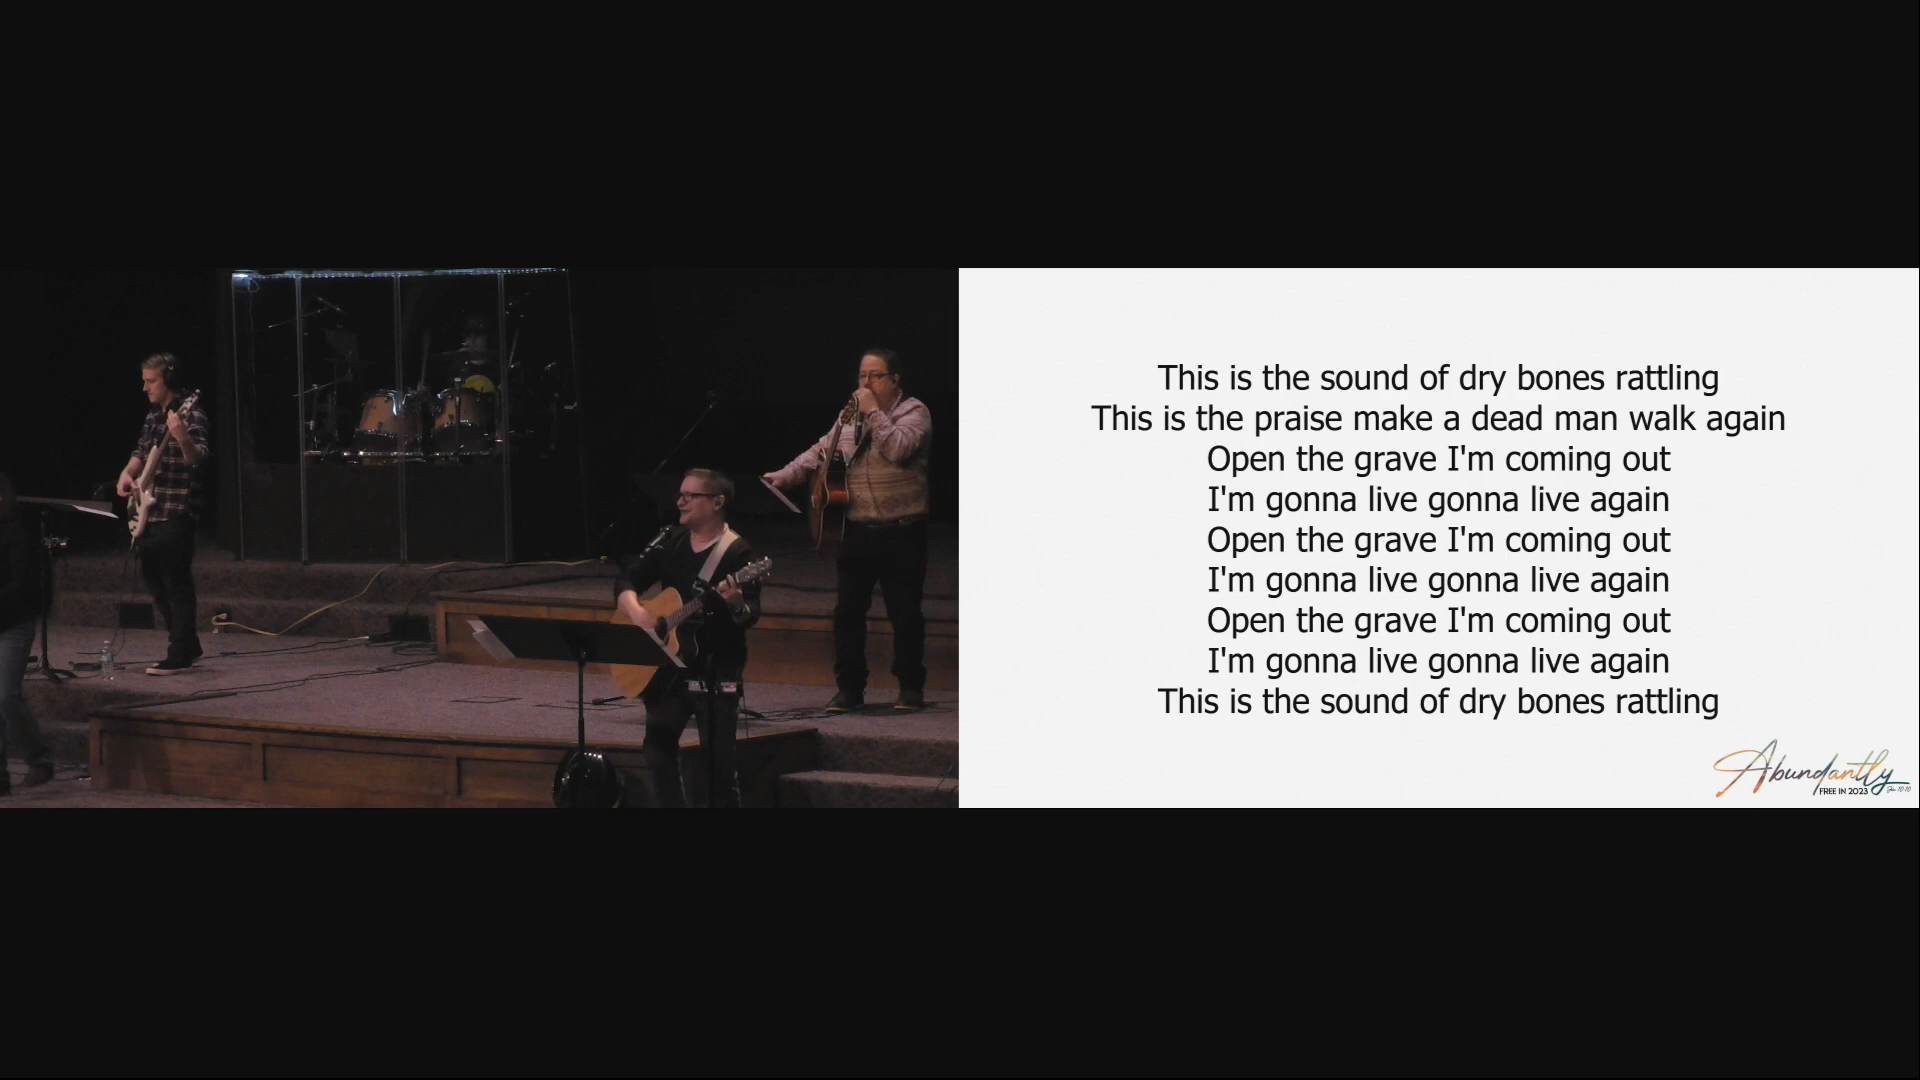 This is the sound of dry bones rattling
This is the praise make a dead man walk again
Open the grave I'm coming out
I'm gonna live gonna live again
Open the grave I'm coming out
I'm gonna live gonna live again
Open the grave I'm coming out
I'm gonna live gonna live again
This is the sound of dry bones rattling
Abundantly
FREE IN 2023
John 10:10